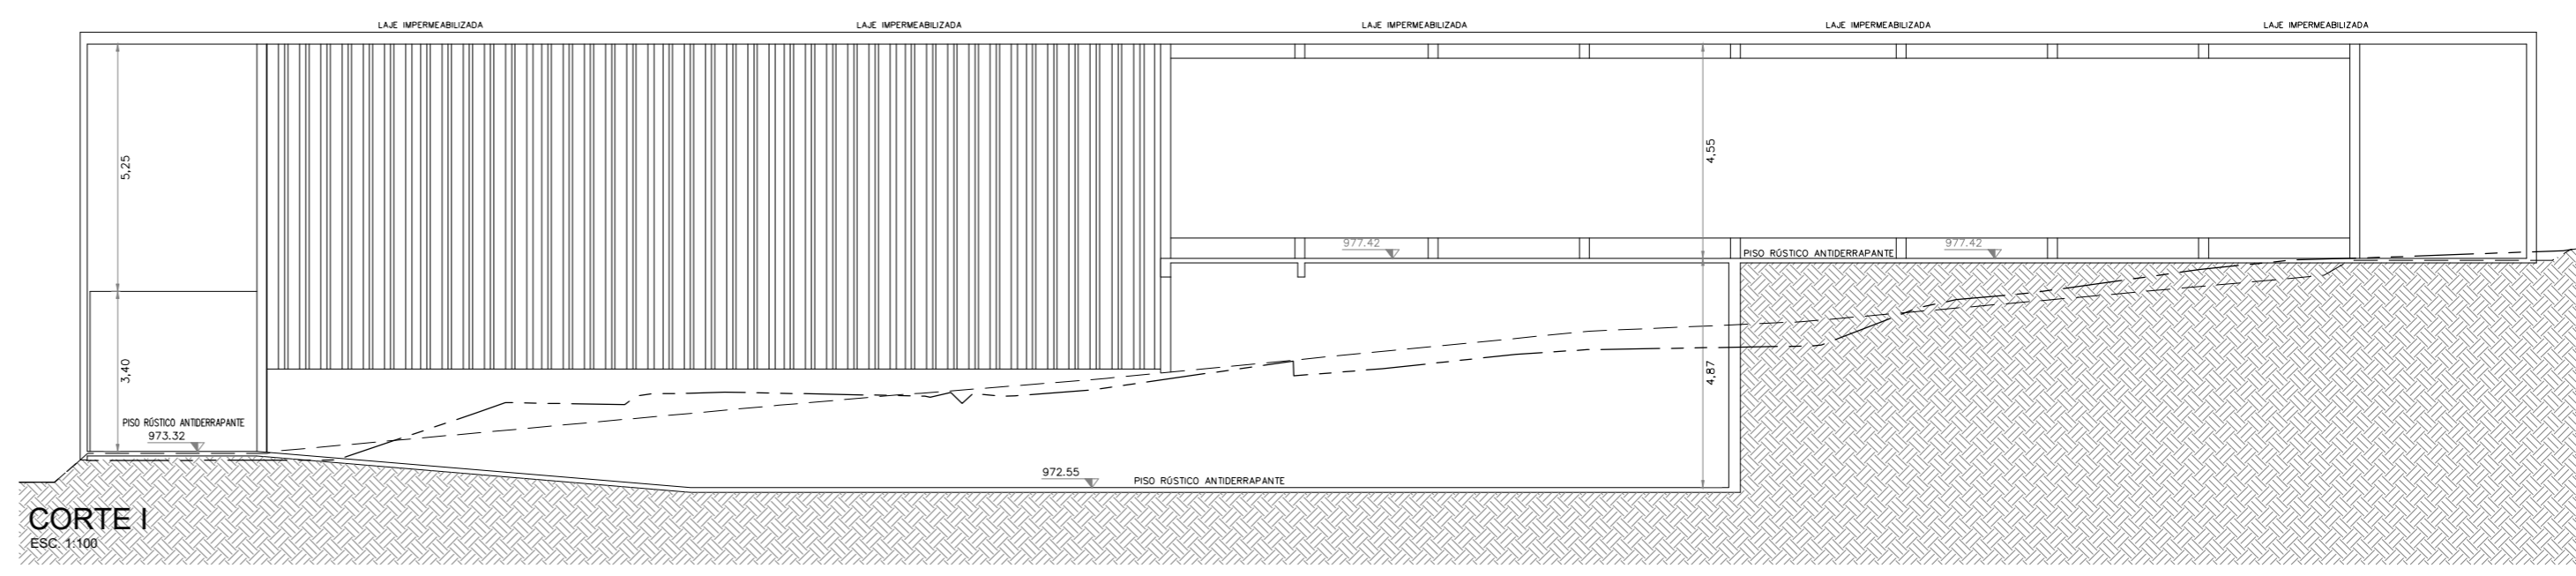 LAJE IMPERMEABILIZADA
LAJE IMPERMEABILIZADA
LAJE IMPERMEABILIZADA
LAJE IMPERMEABILIZADA
LAJE IMPERMEABILIZADA
5,25
4,55
977.42
977.42
PISO RÚSTICO ANTIDERRAPANTE
3,40
4,87
PISO RÚSTICO ANTIDERRAPANTE
973.32
972.55
PISO RÚSTICO ANTIDERRAPANTE
CORTE I
ESC. 1:100